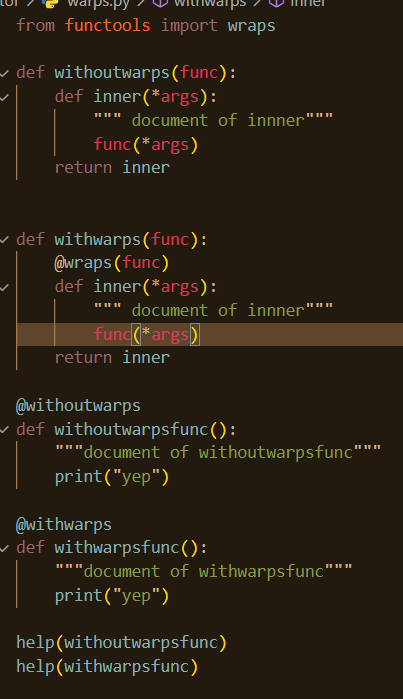 tor > warps.py > withwarps > inner
from functools import wraps
def withoutwarps(func):
def inner(*args):
""" document of innner"""
func(*args)
return inner
def withwarps(func):
@wraps(func)
def inner(*args):
""" document of innner"""
func(*args)
return inner
@withoutwarps
def withoutwarpsfunc():
"""document of withoutwarpsfunc"""
print("yep")
@withwarps
def withwarpsfunc():
"""document of withwarpsfunc"""
print("yep")
help(withoutwarpsfunc)
help(withwarpsfunc)